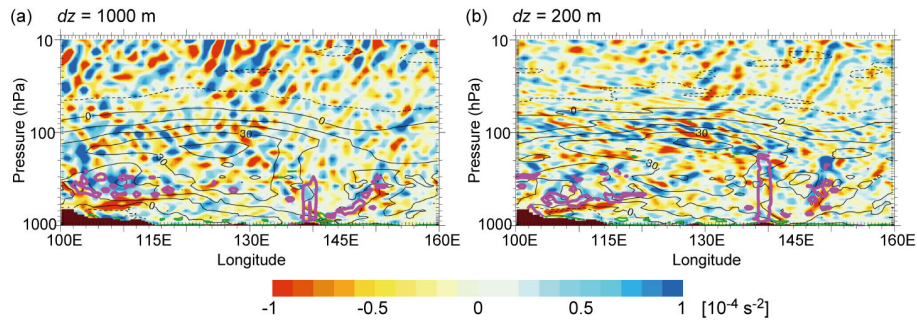 (a) dz = 1000 m
(b) dz = 200 m
10
100
1000
Pressure (hPa)
0
30
30
0
100E 115E 130E 145E 160E
Longitude
10
100
1000
Pressure (hPa)
0
30
30
0
0
100E 115E 130E 145E 160E
Longitude
-1 -0.5 0 0.5 1 [10⁻⁴ s⁻²]